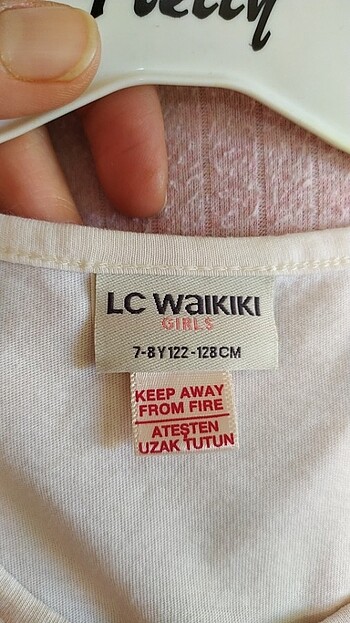 LC WAIKIKI
GIRLS
7-8 Y 122-128 CM
KEEP AWAY
FROM FIRE
ATEŞTEN
UZAK TUTUN